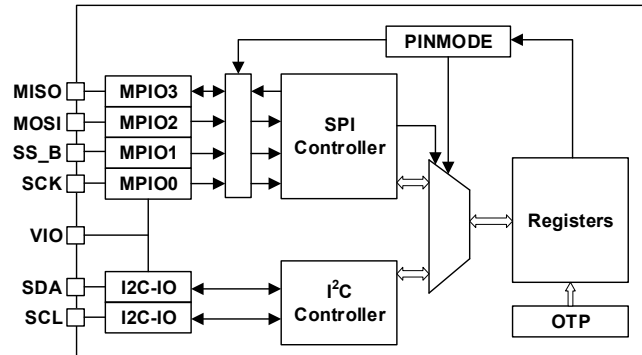 PINMODE
MISO
MPIO3
MOSI
MPIO2
SS_B
MPIO1
SCK
MPIO0
SPI
Controller
VIO
Registers
SDA
I2C-IO
SCL
I2C-IO
I²C
Controller
OTP